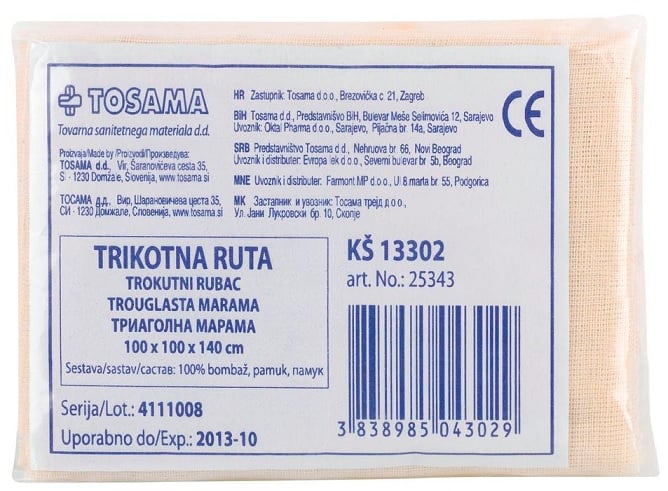 TOSAMA
Tovarna sanitetnega materiala d.d.
Proizvaja/Made by /Proizvodi/Произведува:
TOSAMA d.d., Vir, Šaranovičeva cesta 35,
SI - 1230 Domžale, Slovenija, www.tosama.si
ТОСАМА д.д., Вир, Шарановичева цеста 35,
СИ - 1230 Домжале, Словенија, www.tosama.si
HR Zastupnik: Tosama d.o.o., Brezovička c. 21, Zagreb
BiH Tosama d.d., Predstavništvo BiH, Bulevar Meše Selimovića 12, Sarajevo
Uvoznik: Oktal Pharma d.o.o., Sarajevo, Pijačna br. 14a, Sarajevo
SRB Predstavništvo Tosama d.d., Nehruova br. 66, Novi Beograd
Uvoznik i distributer: Evropa lek d.o.o., Severni bulevar br. 5b, Beograd
MNE Uvoznik i distributer: Farmont MP d.o.o., Ul.8 marta br. 55, Podgorica
МК Застапник и увозник: Тосама трејд д.о.о.,
Ул. Јани Лукровски бр. 10, Скопје
CE
TRIKOTNA RUTA
TROKUTNI RUBAC
TROUGLASTA MARAMA
ТРИАГОЛНА МАРАМА
100 x 100 x 140 cm
Sestava/sastav/состав: 100% bombaž, pamuk, памук
KŠ 13302
art. No.: 25343
Serija/Lot.: 4111008
Uporabno do/Exp.: 2013-10
3 838985 043029